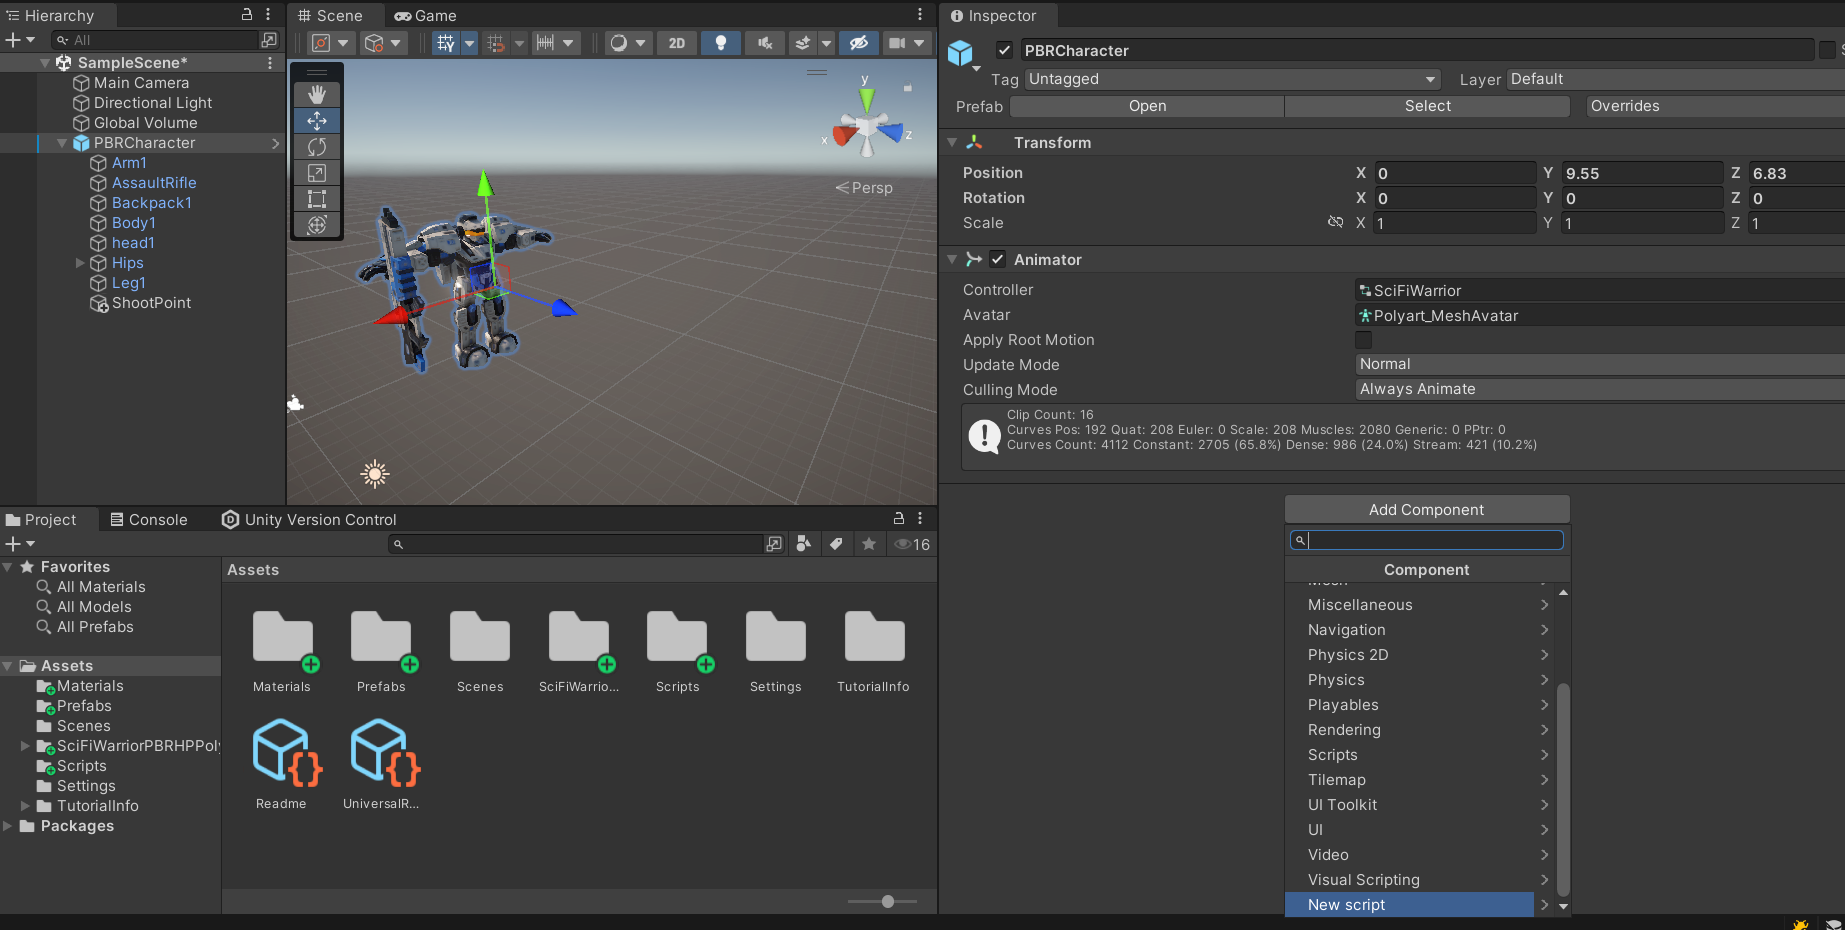 Hierarchy
All
SampleScene*
Main Camera
Directional Light
Global Volume
PBRCharacter
Arm1
AssaultRifle
Backpack1
Body1
head1
Hips
Leg1
ShootPoint
Scene
Game
2D
y
x
z
Persp
Inspector
PBRCharacter
Tag Untagged Layer Default
Prefab Open Select Overrides
Transform
Position X 0 Y 9.55 Z 6.83
Rotation X 0 Y 0 Z 0
Scale X 1 Y 1 Z 1
Animator
Controller SciFiWarrior
Avatar Polyart_MeshAvatar
Apply Root Motion
Update Mode Normal
Culling Mode Always Animate
Clip Count: 16
Curves Pos: 192 Quat: 208 Euler: 0 Scale: 208 Muscles: 2080 Generic: 0 PPtr: 0
Curves Count: 4112 Constant: 2705 (65.8%) Dense: 986 (24.0%) Stream: 421 (10.2%)
Add Component
Component
Miscellaneous
Navigation
Physics 2D
Physics
Playables
Rendering
Scripts
Tilemap
UI Toolkit
UI
Video
Visual Scripting
New script
Project
Console
Unity Version Control
16
Favorites
All Materials
All Models
All Prefabs
Assets
Materials
Prefabs
Scenes
SciFiWarriorPBRHPPoly
Scripts
Settings
TutorialInfo
Packages
Assets
Materials
Prefabs
Scenes
SciFiWarrio...
Scripts
Settings
TutorialInfo
Readme
UniversalR...